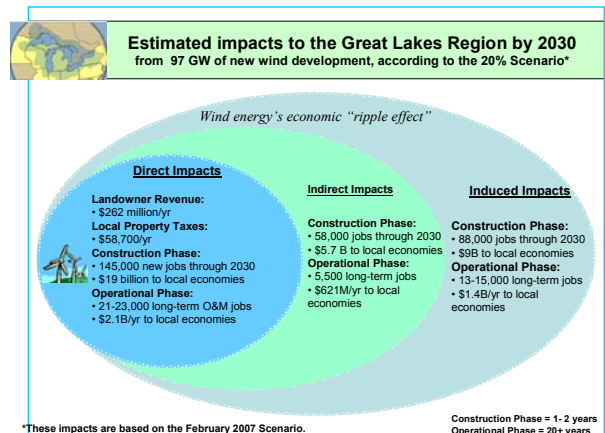 Estimated impacts to the Great Lakes Region by 2030
from 97 GW of new wind development, according to the 20% Scenario*
Wind energy's economic "ripple effect"
Direct Impacts
Landowner Revenue:
• $262 million/yr
Local Property Taxes:
• $58,700/yr
Construction Phase:
• 145,000 new jobs through 2030
• $19 billion to local economies
Operational Phase:
• 21-23,000 long-term O&M jobs
• $2.1B/yr to local economies
Indirect Impacts
Construction Phase:
• 58,000 jobs through 2030
• $5.7 B to local economies
Operational Phase:
• 5,500 long-term jobs
• $621M/yr to local
economies
Induced Impacts
Construction Phase:
• 88,000 jobs through 2030
• $9B to local economies
Operational Phase:
• 13-15,000 long-term jobs
• $1.4B/yr to local
economies
*These impacts are based on the February 2007 Scenario.
Construction Phase = 1- 2 years
Operational Phase = 20+ years